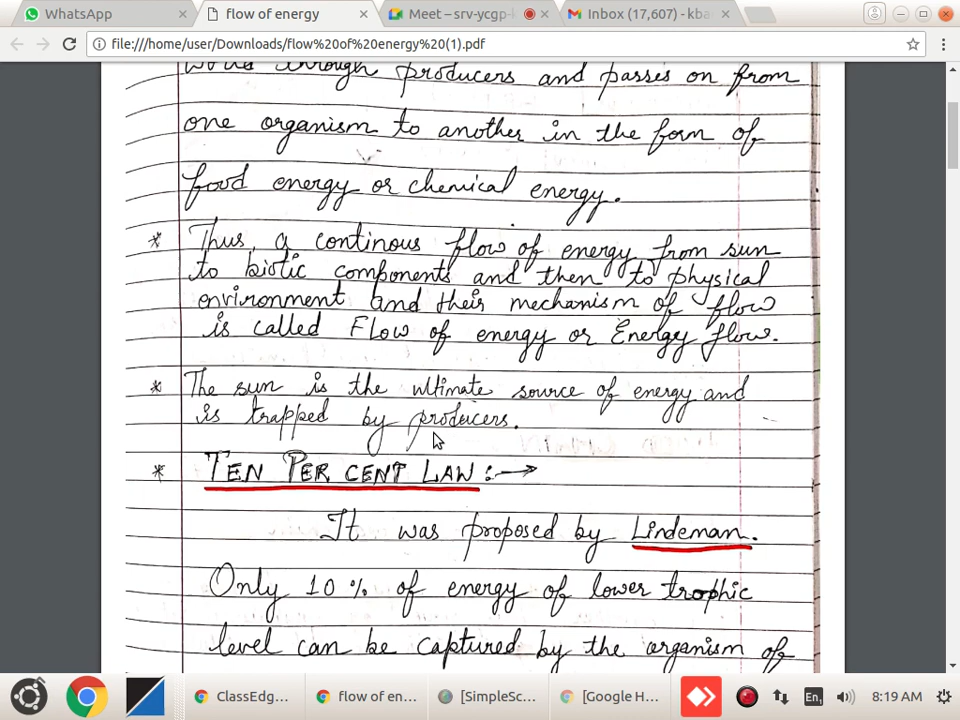 WhatsApp
flow of energy
Meet – srv-ycgp-
Inbox (17,607) - kba
file:///home/user/Downloads/flow%20of%20energy%20(1).pdf
world through producers and passes on from
one organism to another in the form of
food energy or chemical energy.
* Thus, a continous flow of energy from sun
to biotic components and then to physical
environment and their mechanism of flow
is called Flow of energy or Energy flow.
* The sun is the ultimate source of energy and
is trapped by producers.
* TEN PER CENT LAW :→
It was proposed by Lindeman.
Only 10 % of energy of lower trophic
level can be captured by the organism of
ClassEdg...
flow of en...
[SimpleSc...
[Google H...
En1
8:19 AM